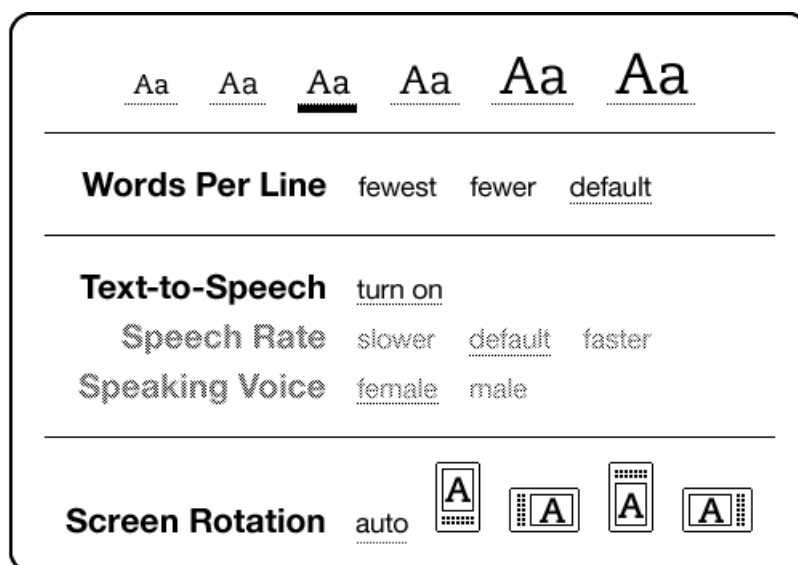 Aa Aa Aa Aa Aa Aa
Words Per Line fewest fewer default
Text-to-Speech turn on
Speech Rate slower default faster
Speaking Voice female male
Screen Rotation auto A A A A